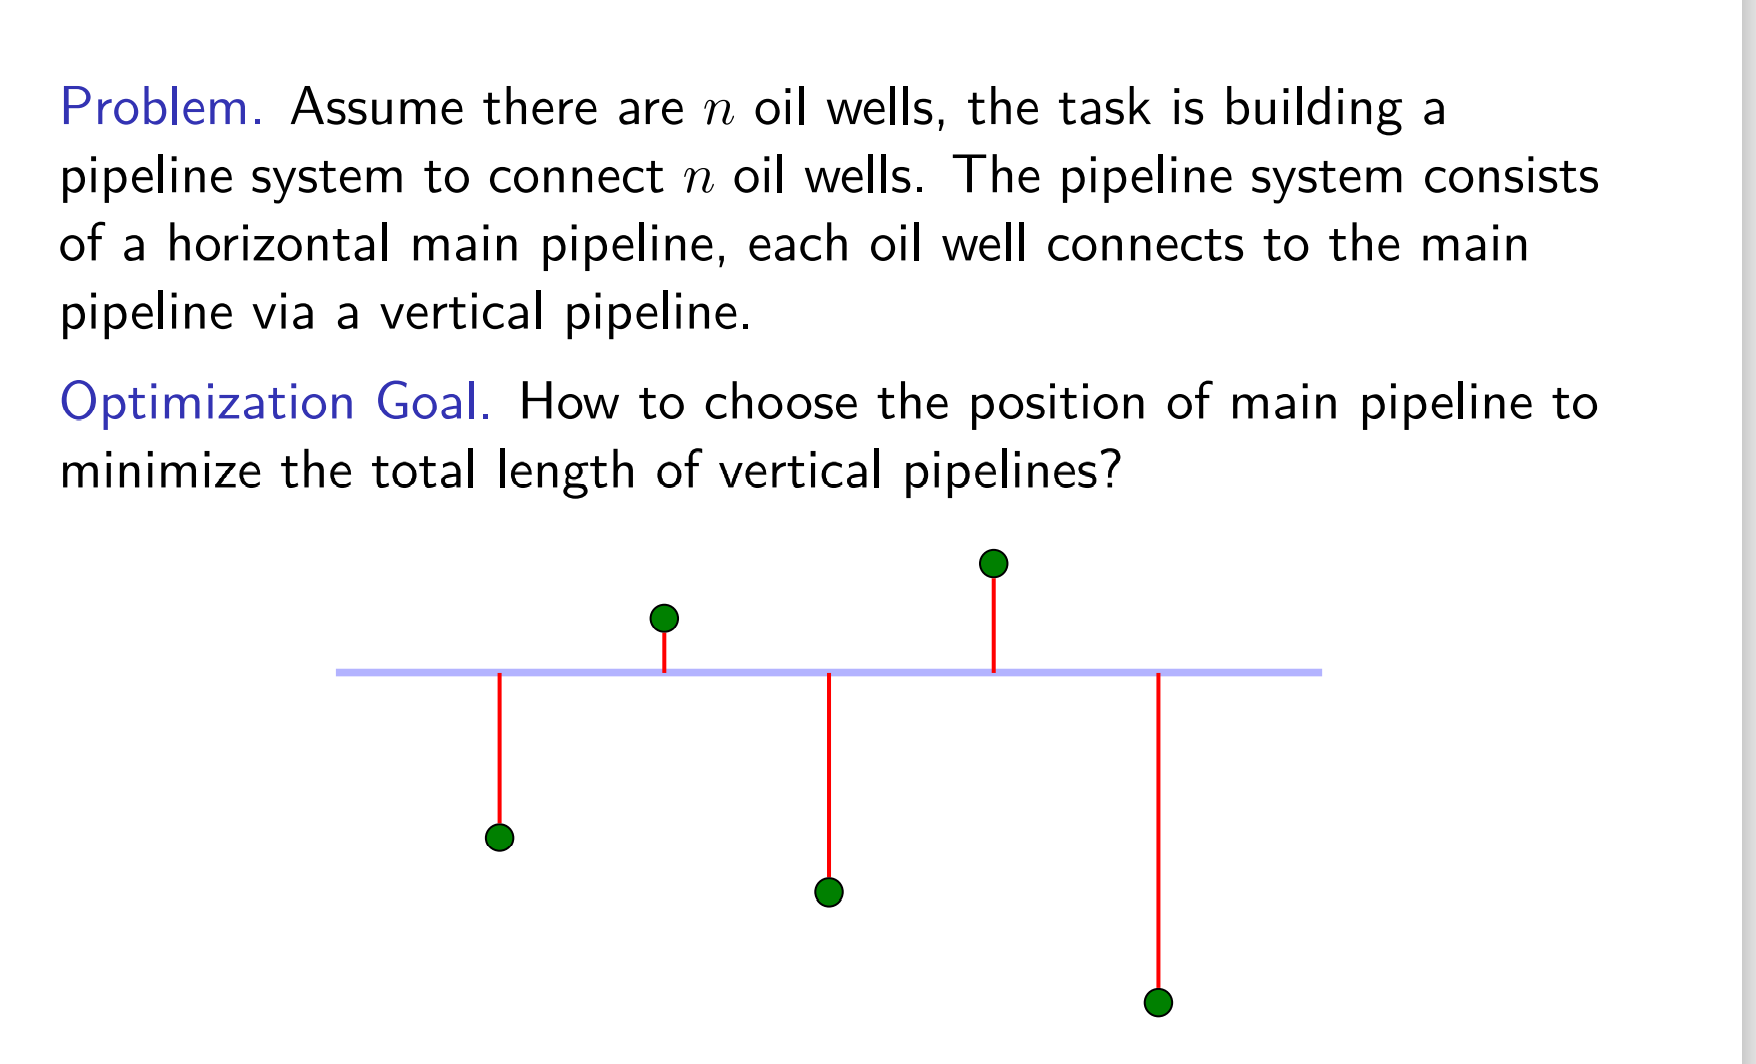 Problem. Assume there are n oil wells, the task is building a
pipeline system to connect n oil wells. The pipeline system consists
of a horizontal main pipeline, each oil well connects to the main
pipeline via a vertical pipeline.
Optimization Goal. How to choose the position of main pipeline to
minimize the total length of vertical pipelines?